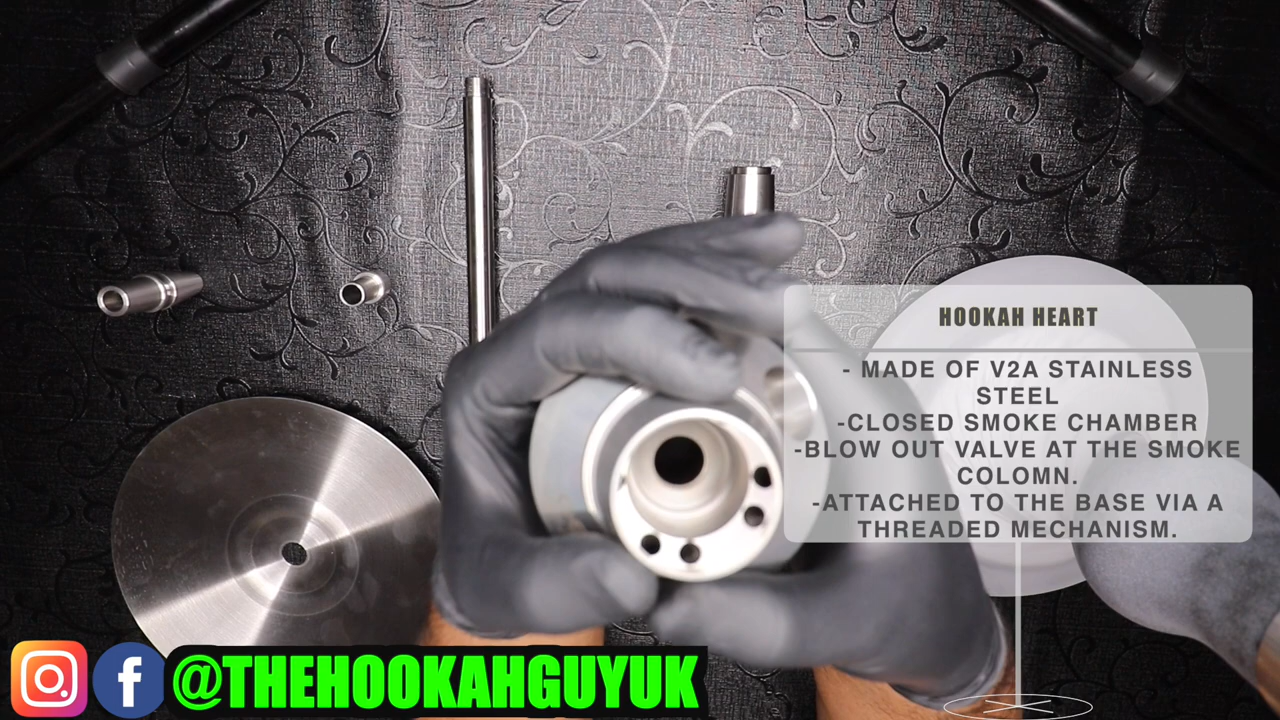 HOOKAH HEART
- MADE OF V2A STAINLESS
STEEL
-CLOSED SMOKE CHAMBER
-BLOW OUT VALVE AT THE SMOKE
COLOMN.
-ATTACHED TO THE BASE VIA A
THREADED MECHANISM.
@THEHOOKAHGUYUK